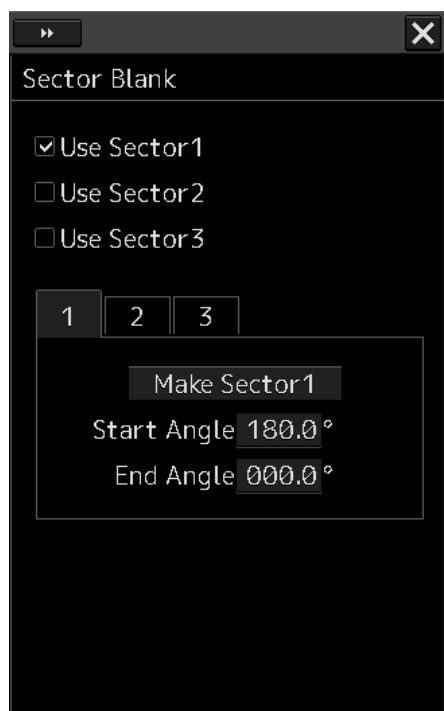 Sector Blank
Use Sector1
Use Sector2
Use Sector3
1 2 3
Make Sector1
Start Angle 180.0°
End Angle 000.0°